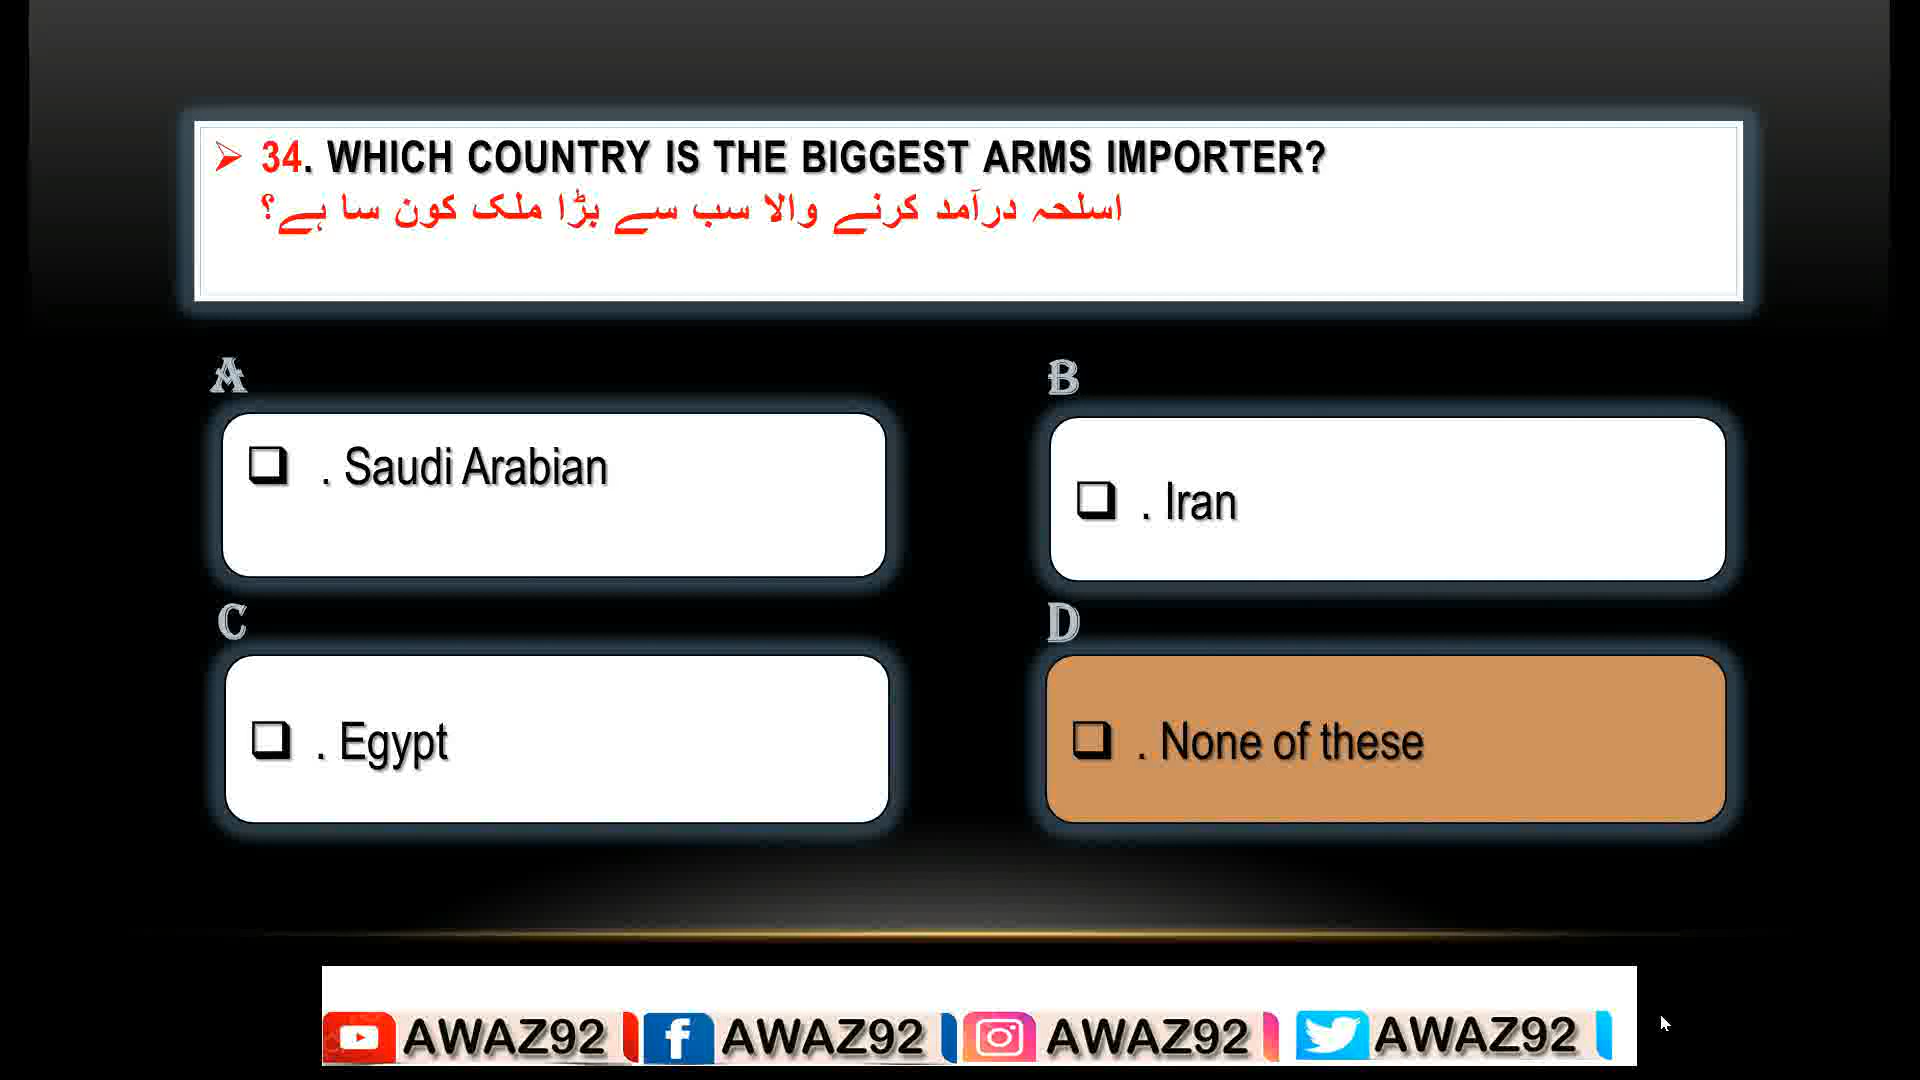 34. WHICH COUNTRY IS THE BIGGEST ARMS IMPORTER?
اسلحہ درآمد کرنے والا سب سے بڑا ملک کون سا ہے؟
A
. Saudi Arabian
B
. Iran
C
. Egypt
D
. None of these
AWAZ92 AWAZ92 AWAZ92 AWAZ92